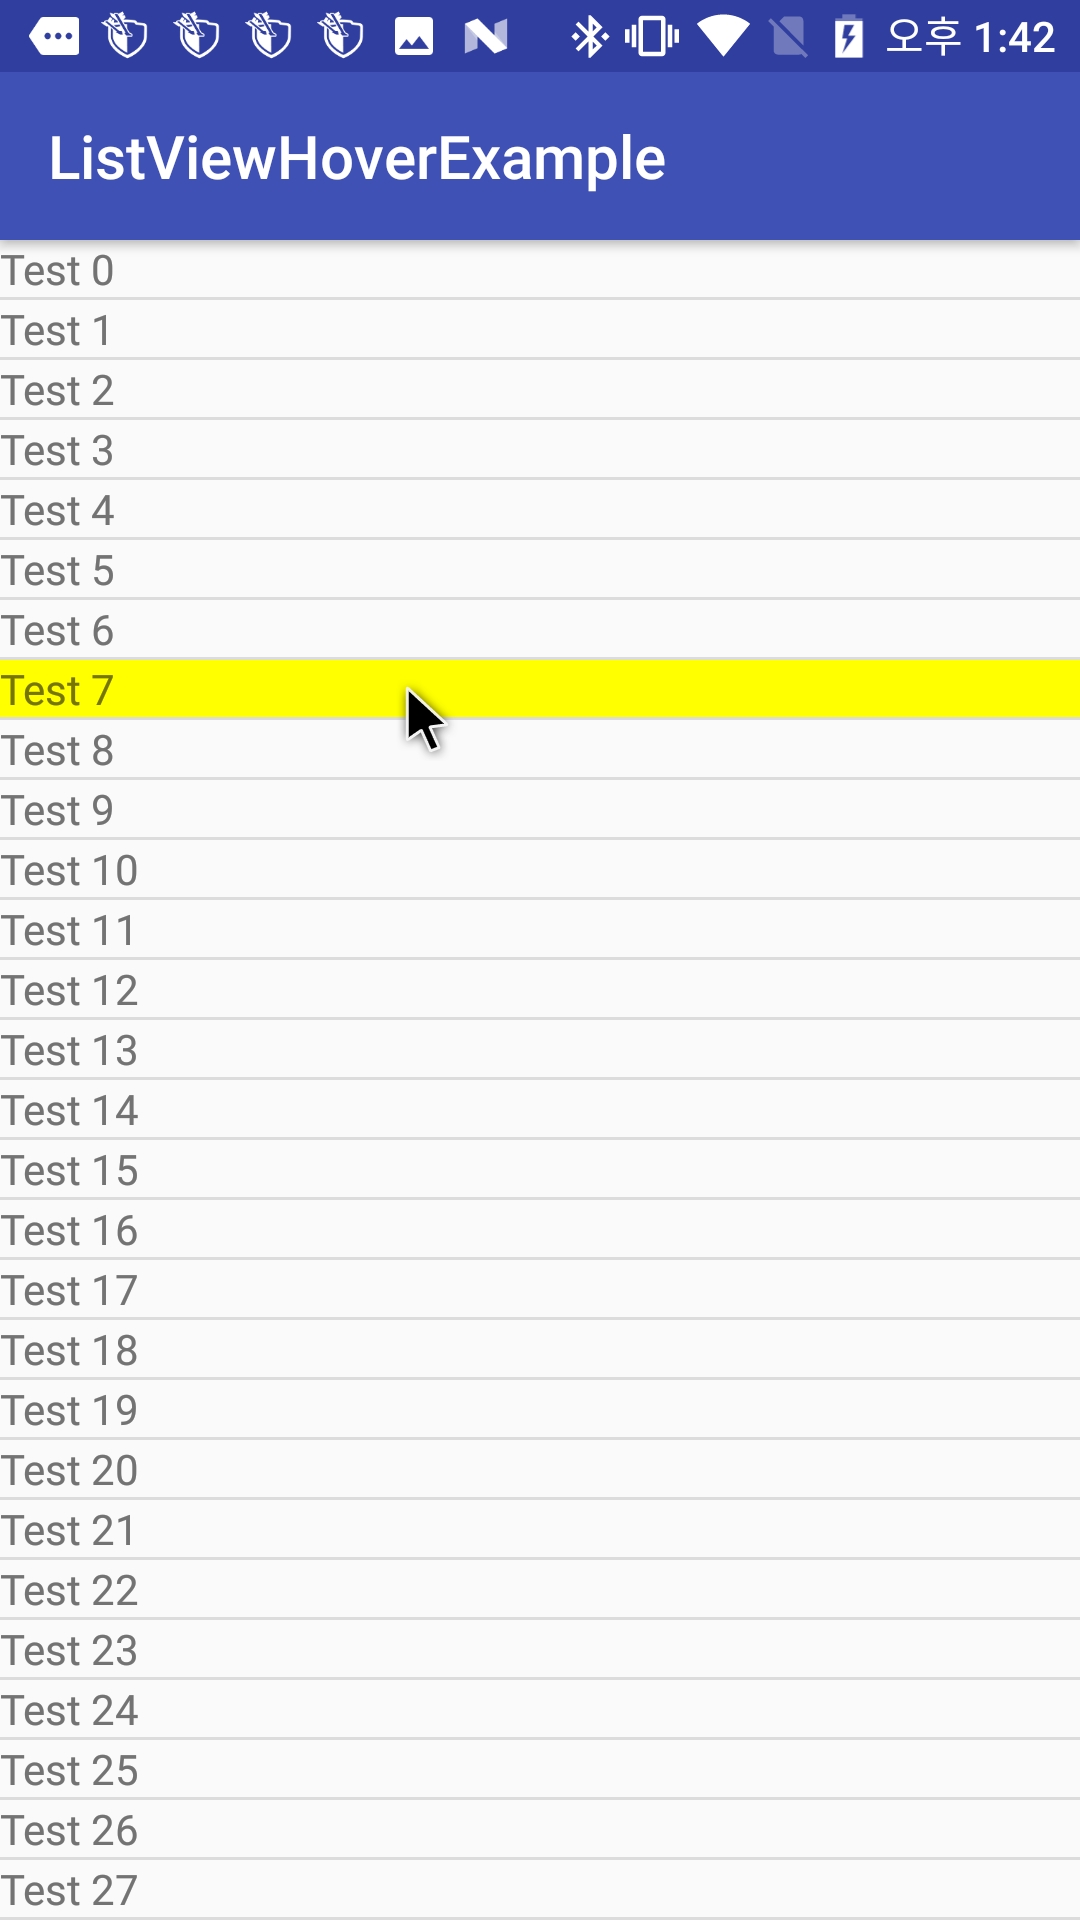 오후 1:42
ListViewHoverExample
Test 0
Test 1
Test 2
Test 3
Test 4
Test 5
Test 6
Test 7
Test 8
Test 9
Test 10
Test 11
Test 12
Test 13
Test 14
Test 15
Test 16
Test 17
Test 18
Test 19
Test 20
Test 21
Test 22
Test 23
Test 24
Test 25
Test 26
Test 27